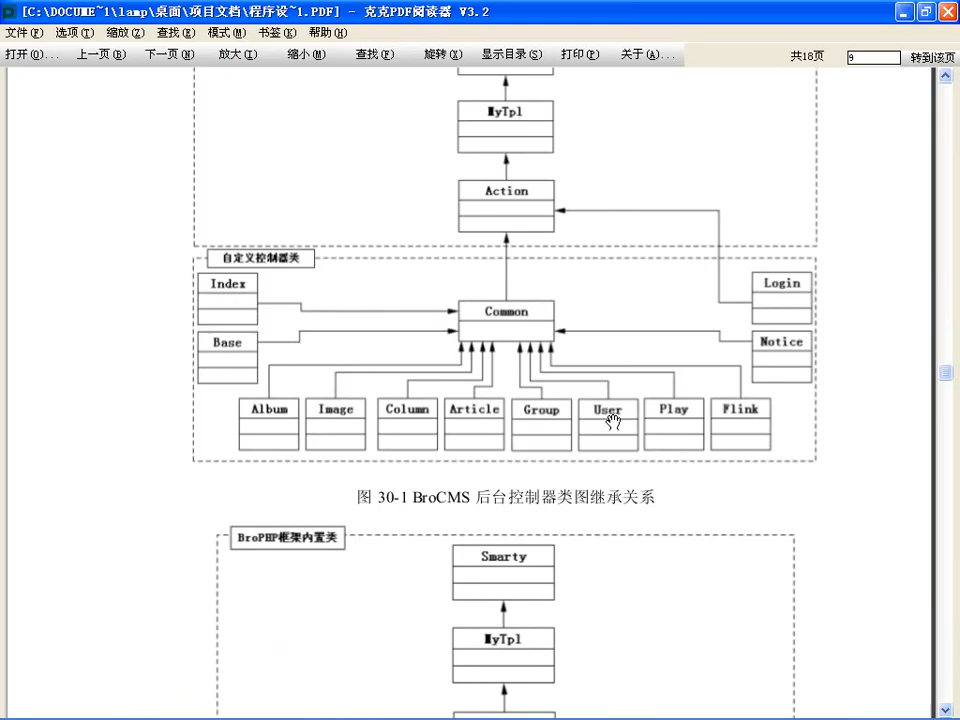 [C:\DOCUME~1\lamp\桌面\项目文档\程序设~1.PDF] - 克克PDF阅读器 V3.2
文件(F) 选项(T) 缩放(Z) 查找(E) 模式(M) 书签(K) 帮助(H)
打开(O)... 上一页(B) 下一页(N) 放大(I) 缩小(M) 查找(F) 旋转(X) 显示目录(S) 打印(P) 关于(A)... 共18页 9 转到该页
MyTpl
Action
自定义控制器类
Index
Login
Common
Base
Notice
Album Image Column Article Group User Play Flink
图 30-1 BroCMS 后台控制器类图继承关系
BroPHP框架内置类
Smarty
MyTpl